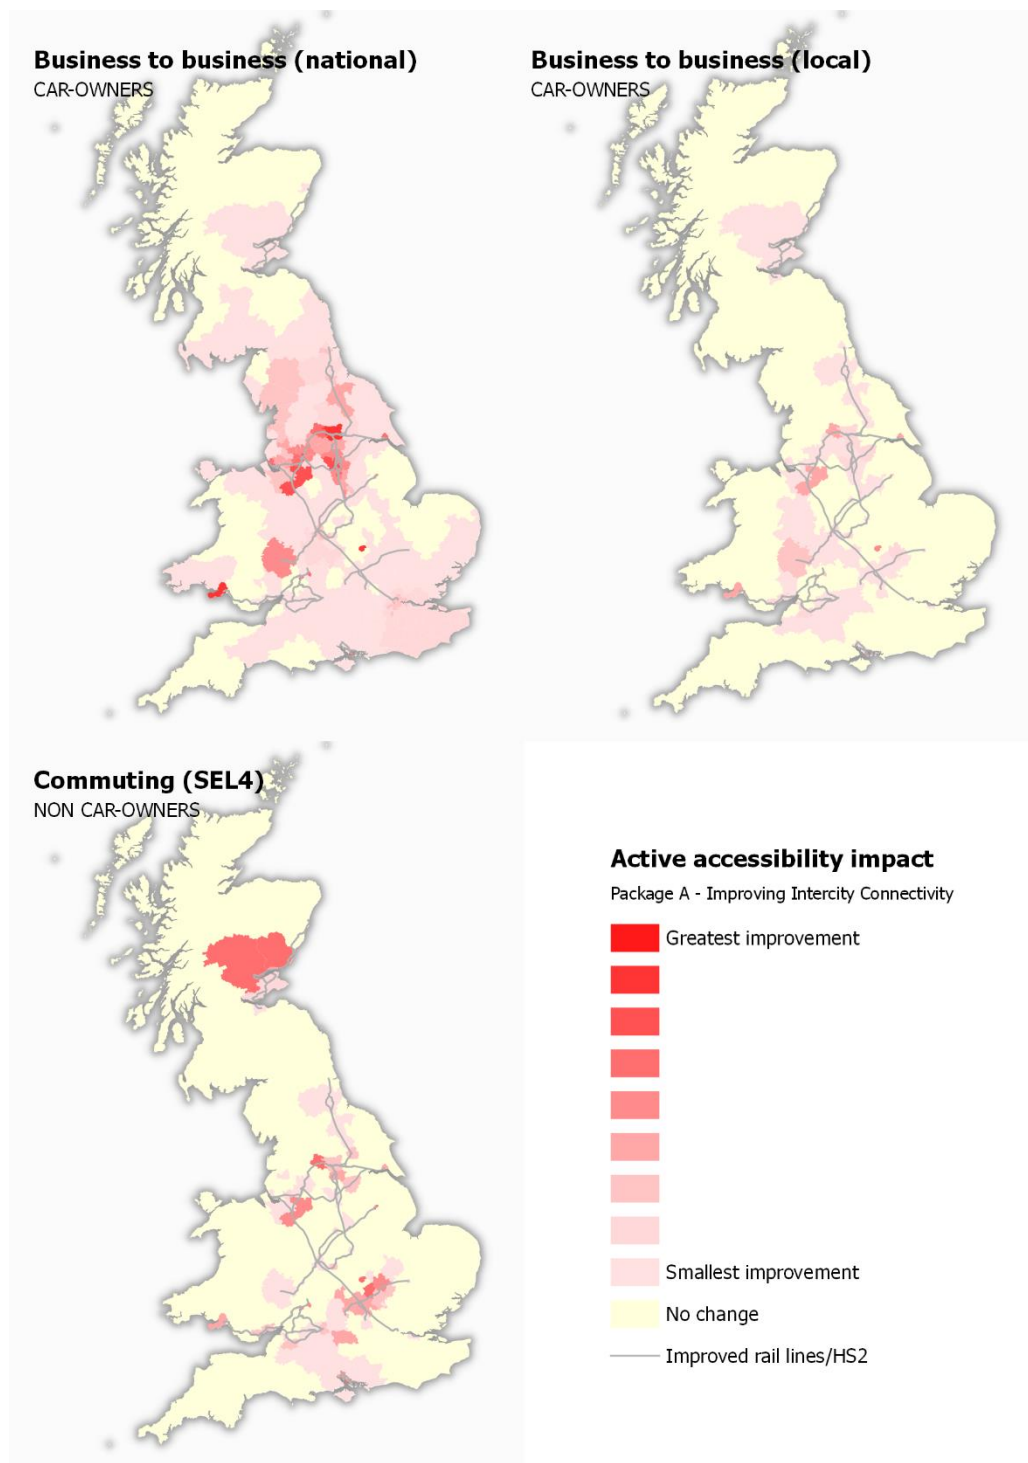 Business to business (national)
CAR-OWNERS
Business to business (local)
CAR-OWNERS
Commuting (SEL4)
NON CAR-OWNERS
Active accessibility impact
Package A - Improving Intercity Connectivity
Greatest improvement
Smallest improvement
No change
Improved rail lines/HS2